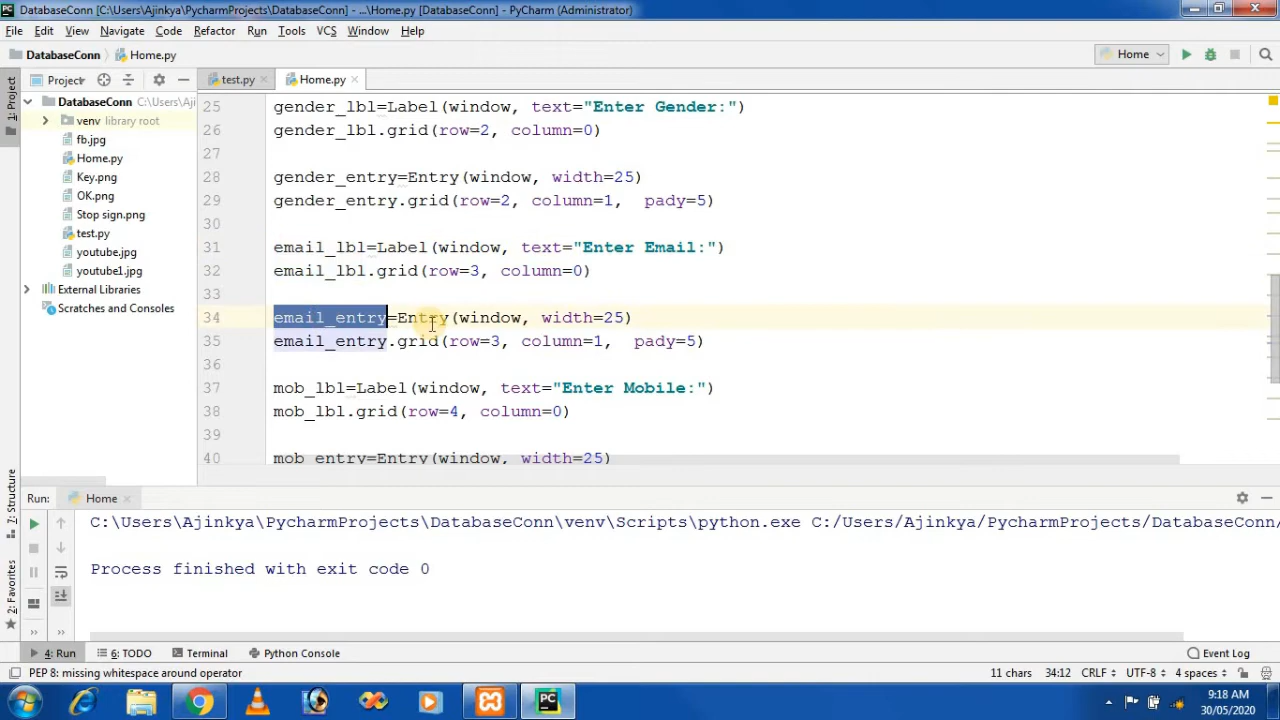 DatabaseConn [C:\Users\Ajinkya\PycharmProjects\DatabaseConn] - ...\Home.py [DatabaseConn] - PyCharm (Administrator)
File Edit View Navigate Code Refactor Run Tools VCS Window Help
DatabaseConn Home.py Home
Project test.py Home.py
1: Project
DatabaseConn C:\Users\Aji
venv library root
fb.jpg
Home.py
Key.png
OK.png
Stop sign.png
test.py
youtube.jpg
youtube1.jpg
External Libraries
Scratches and Consoles
25 gender_lbl=Label(window, text="Enter Gender:")
26 gender_lbl.grid(row=2, column=0)
27
28 gender_entry=Entry(window, width=25)
29 gender_entry.grid(row=2, column=1, pady=5)
30
31 email_lbl=Label(window, text="Enter Email:")
32 email_lbl.grid(row=3, column=0)
33
34 email_entry=Entry(window, width=25)
35 email_entry.grid(row=3, column=1, pady=5)
36
37 mob_lbl=Label(window, text="Enter Mobile:")
38 mob_lbl.grid(row=4, column=0)
39
40 mob_entry=Entry(window, width=25)
7: Structure
2: Favorites
Run: Home
C:\Users\Ajinkya\PycharmProjects\DatabaseConn\venv\Scripts\python.exe C:/Users/Ajinkya/PycharmProjects/DatabaseConn/
Process finished with exit code 0
4: Run 6: TODO Terminal Python Console Event Log
PEP 8: missing whitespace around operator 11 chars 34:12 CRLF UTF-8 4 spaces
9:18 AM
30/05/2020